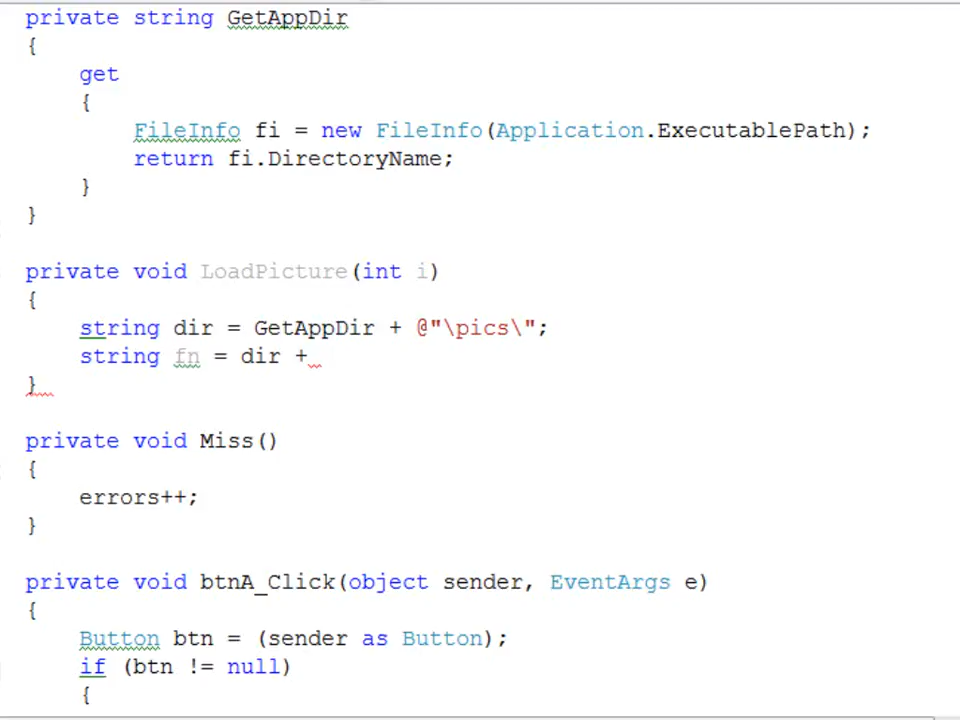 private string GetAppDir
{
get
{
FileInfo fi = new FileInfo(Application.ExecutablePath);
return fi.DirectoryName;
}
}
private void LoadPicture(int i)
{
string dir = GetAppDir + @"\pics\";
string fn = dir +
}
private void Miss()
{
errors++;
}
private void btnA_Click(object sender, EventArgs e)
{
Button btn = (sender as Button);
if (btn != null)
{